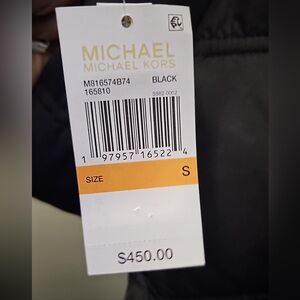 MICHAEL
MICHAEL KORS
M816574B74 BLACK
165810
5982-0002
1 97957 16522 4
SIZE S
$450.00